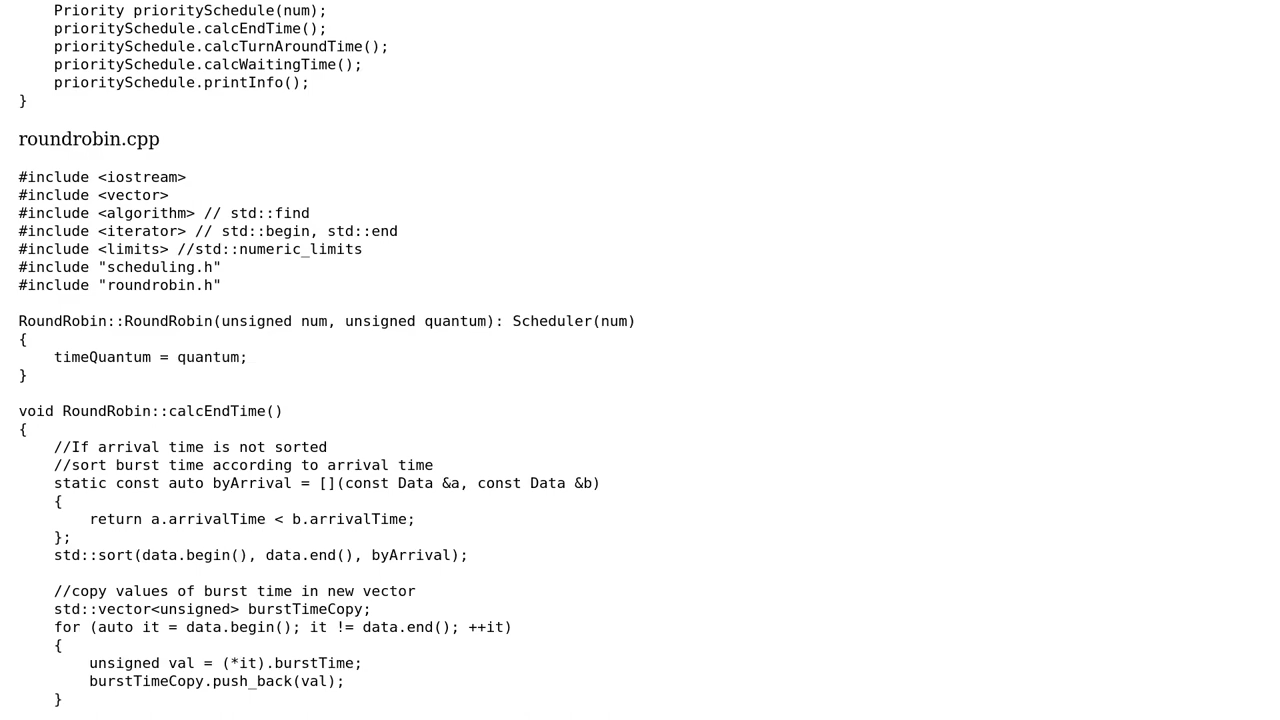 Priority prioritySchedule(num);
    prioritySchedule.calcEndTime();
    prioritySchedule.calcTurnAroundTime();
    prioritySchedule.calcWaitingTime();
    prioritySchedule.printInfo();
}
roundrobin.cpp
#include <iostream>
#include <vector>
#include <algorithm> // std::find
#include <iterator> // std::begin, std::end
#include <limits> //std::numeric_limits
#include "scheduling.h"
#include "roundrobin.h"
RoundRobin::RoundRobin(unsigned num, unsigned quantum): Scheduler(num)
{
    timeQuantum = quantum;
}
void RoundRobin::calcEndTime()
{
    //If arrival time is not sorted
    //sort burst time according to arrival time
    static const auto byArrival = [](const Data &a, const Data &b)
    {
        return a.arrivalTime < b.arrivalTime;
    };
    std::sort(data.begin(), data.end(), byArrival);
    //copy values of burst time in new vector
    std::vector<unsigned> burstTimeCopy;
    for (auto it = data.begin(); it != data.end(); ++it)
    {
        unsigned val = (*it).burstTime;
        burstTimeCopy.push_back(val);
    }